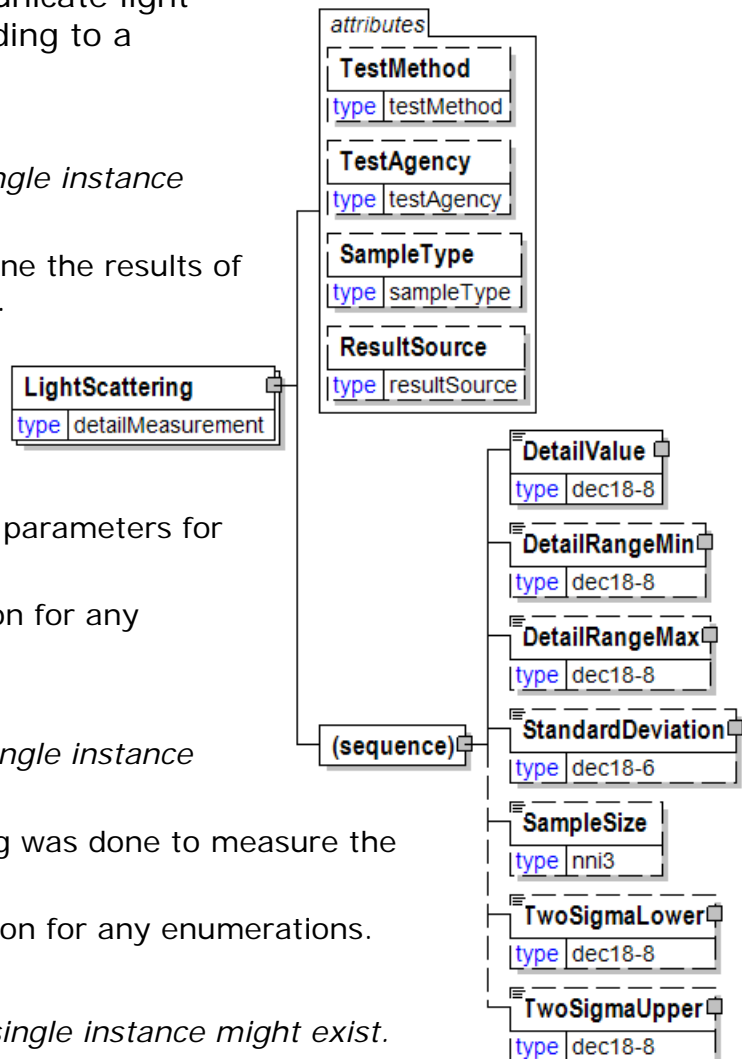 unicate light
ding to a
ngle instance
ne the results of
.
parameters for
on for any
ngle instance
g was done to measure the
on for any enumerations.
single instance might exist.
attributes
TestMethod
type testMethod
TestAgency
type testAgency
SampleType
type sampleType
ResultSource
type resultSource
LightScattering
type detailMeasurement
(sequence)
DetailValue
type dec18-8
DetailRangeMin
type dec18-8
DetailRangeMax
type dec18-8
StandardDeviation
type dec18-6
SampleSize
type nni3
TwoSigmaLower
type dec18-8
TwoSigmaUpper
type dec18-8